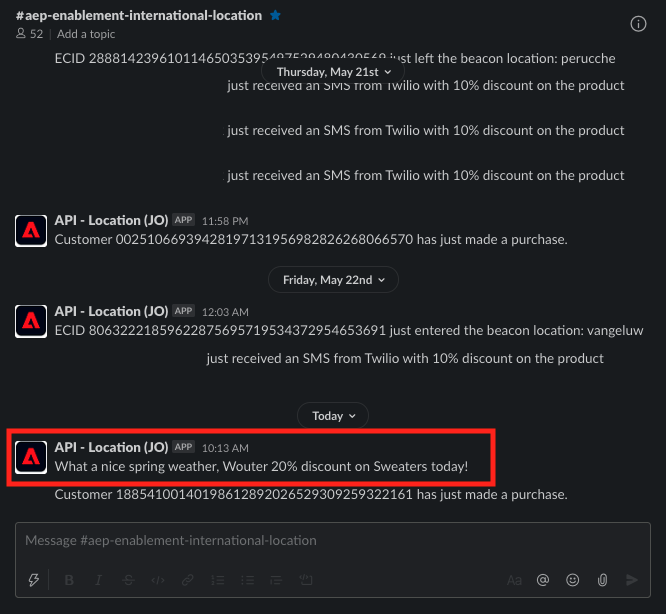 #aep-enablement-international-location
52 | Add a topic
ECID 28881423961011465035395497529480430569 just left the beacon location: perucche
Thursday, May 21st
just received an SMS from Twilio with 10% discount on the product
just received an SMS from Twilio with 10% discount on the product
just received an SMS from Twilio with 10% discount on the product
API - Location (JO) APP 11:58 PM
Customer 00251066939428197131956982826268066570 has just made a purchase.
Friday, May 22nd
API - Location (JO) APP 12:03 AM
ECID 80632221859622875695719534372954653691 just entered the beacon location: vangeluw
just received an SMS from Twilio with 10% discount on the product
Today
API - Location (JO) APP 10:13 AM
What a nice spring weather, Wouter 20% discount on Sweaters today!
Customer 18854100140198612892026529309259322161 has just made a purchase.
Message #aep-enablement-international-location
B I S </> Aa @